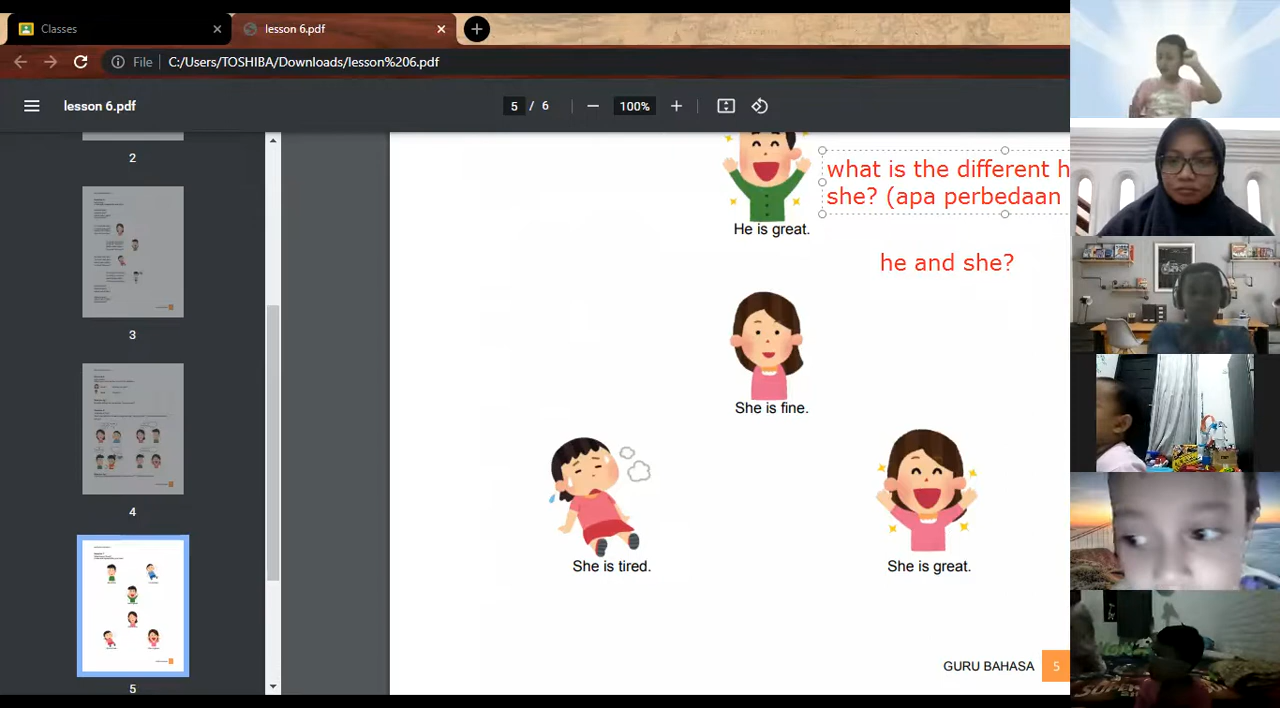 Classes
lesson 6.pdf
File
C:/Users/TOSHIBA/Downloads/lesson%206.pdf
lesson 6.pdf
5 / 6
100%
2
3
4
5
what is the different h
she? (apa perbedaan
He is great.
he and she?
She is fine.
She is tired.
She is great.
GURU BAHASA 5